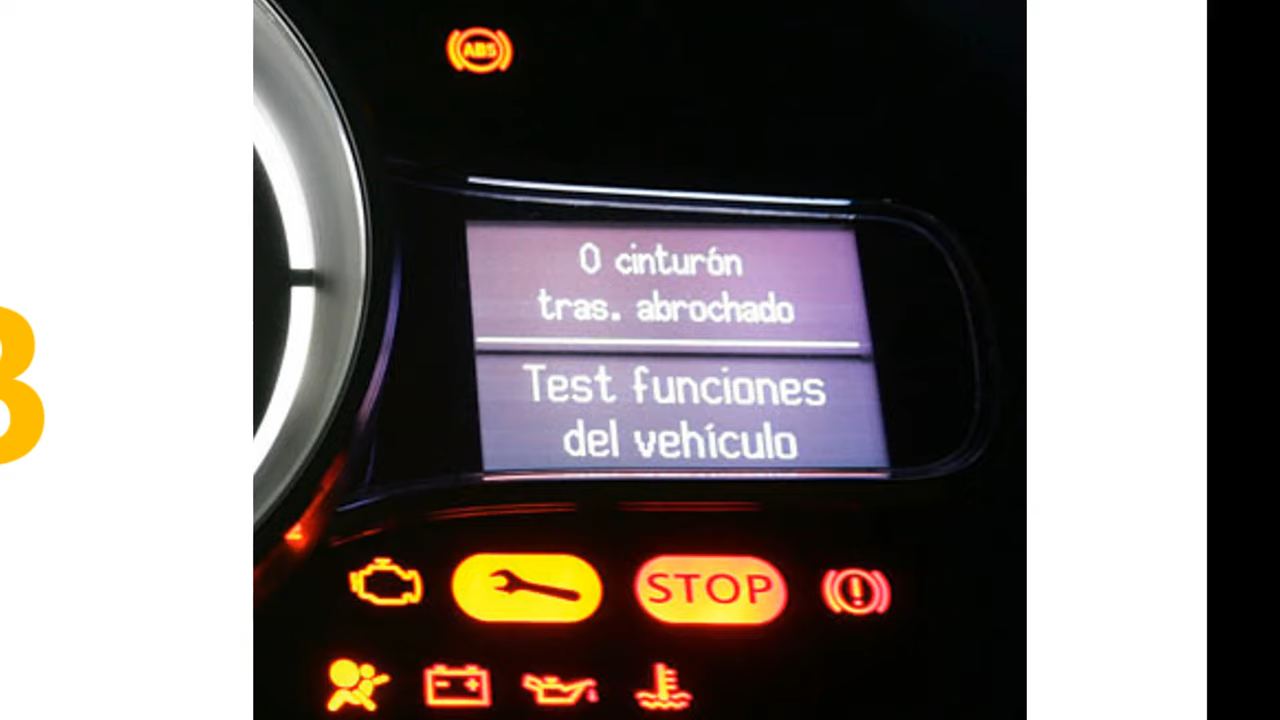 ABS
0 cinturón
tras. abrochado
Test funciones
del vehículo
STOP